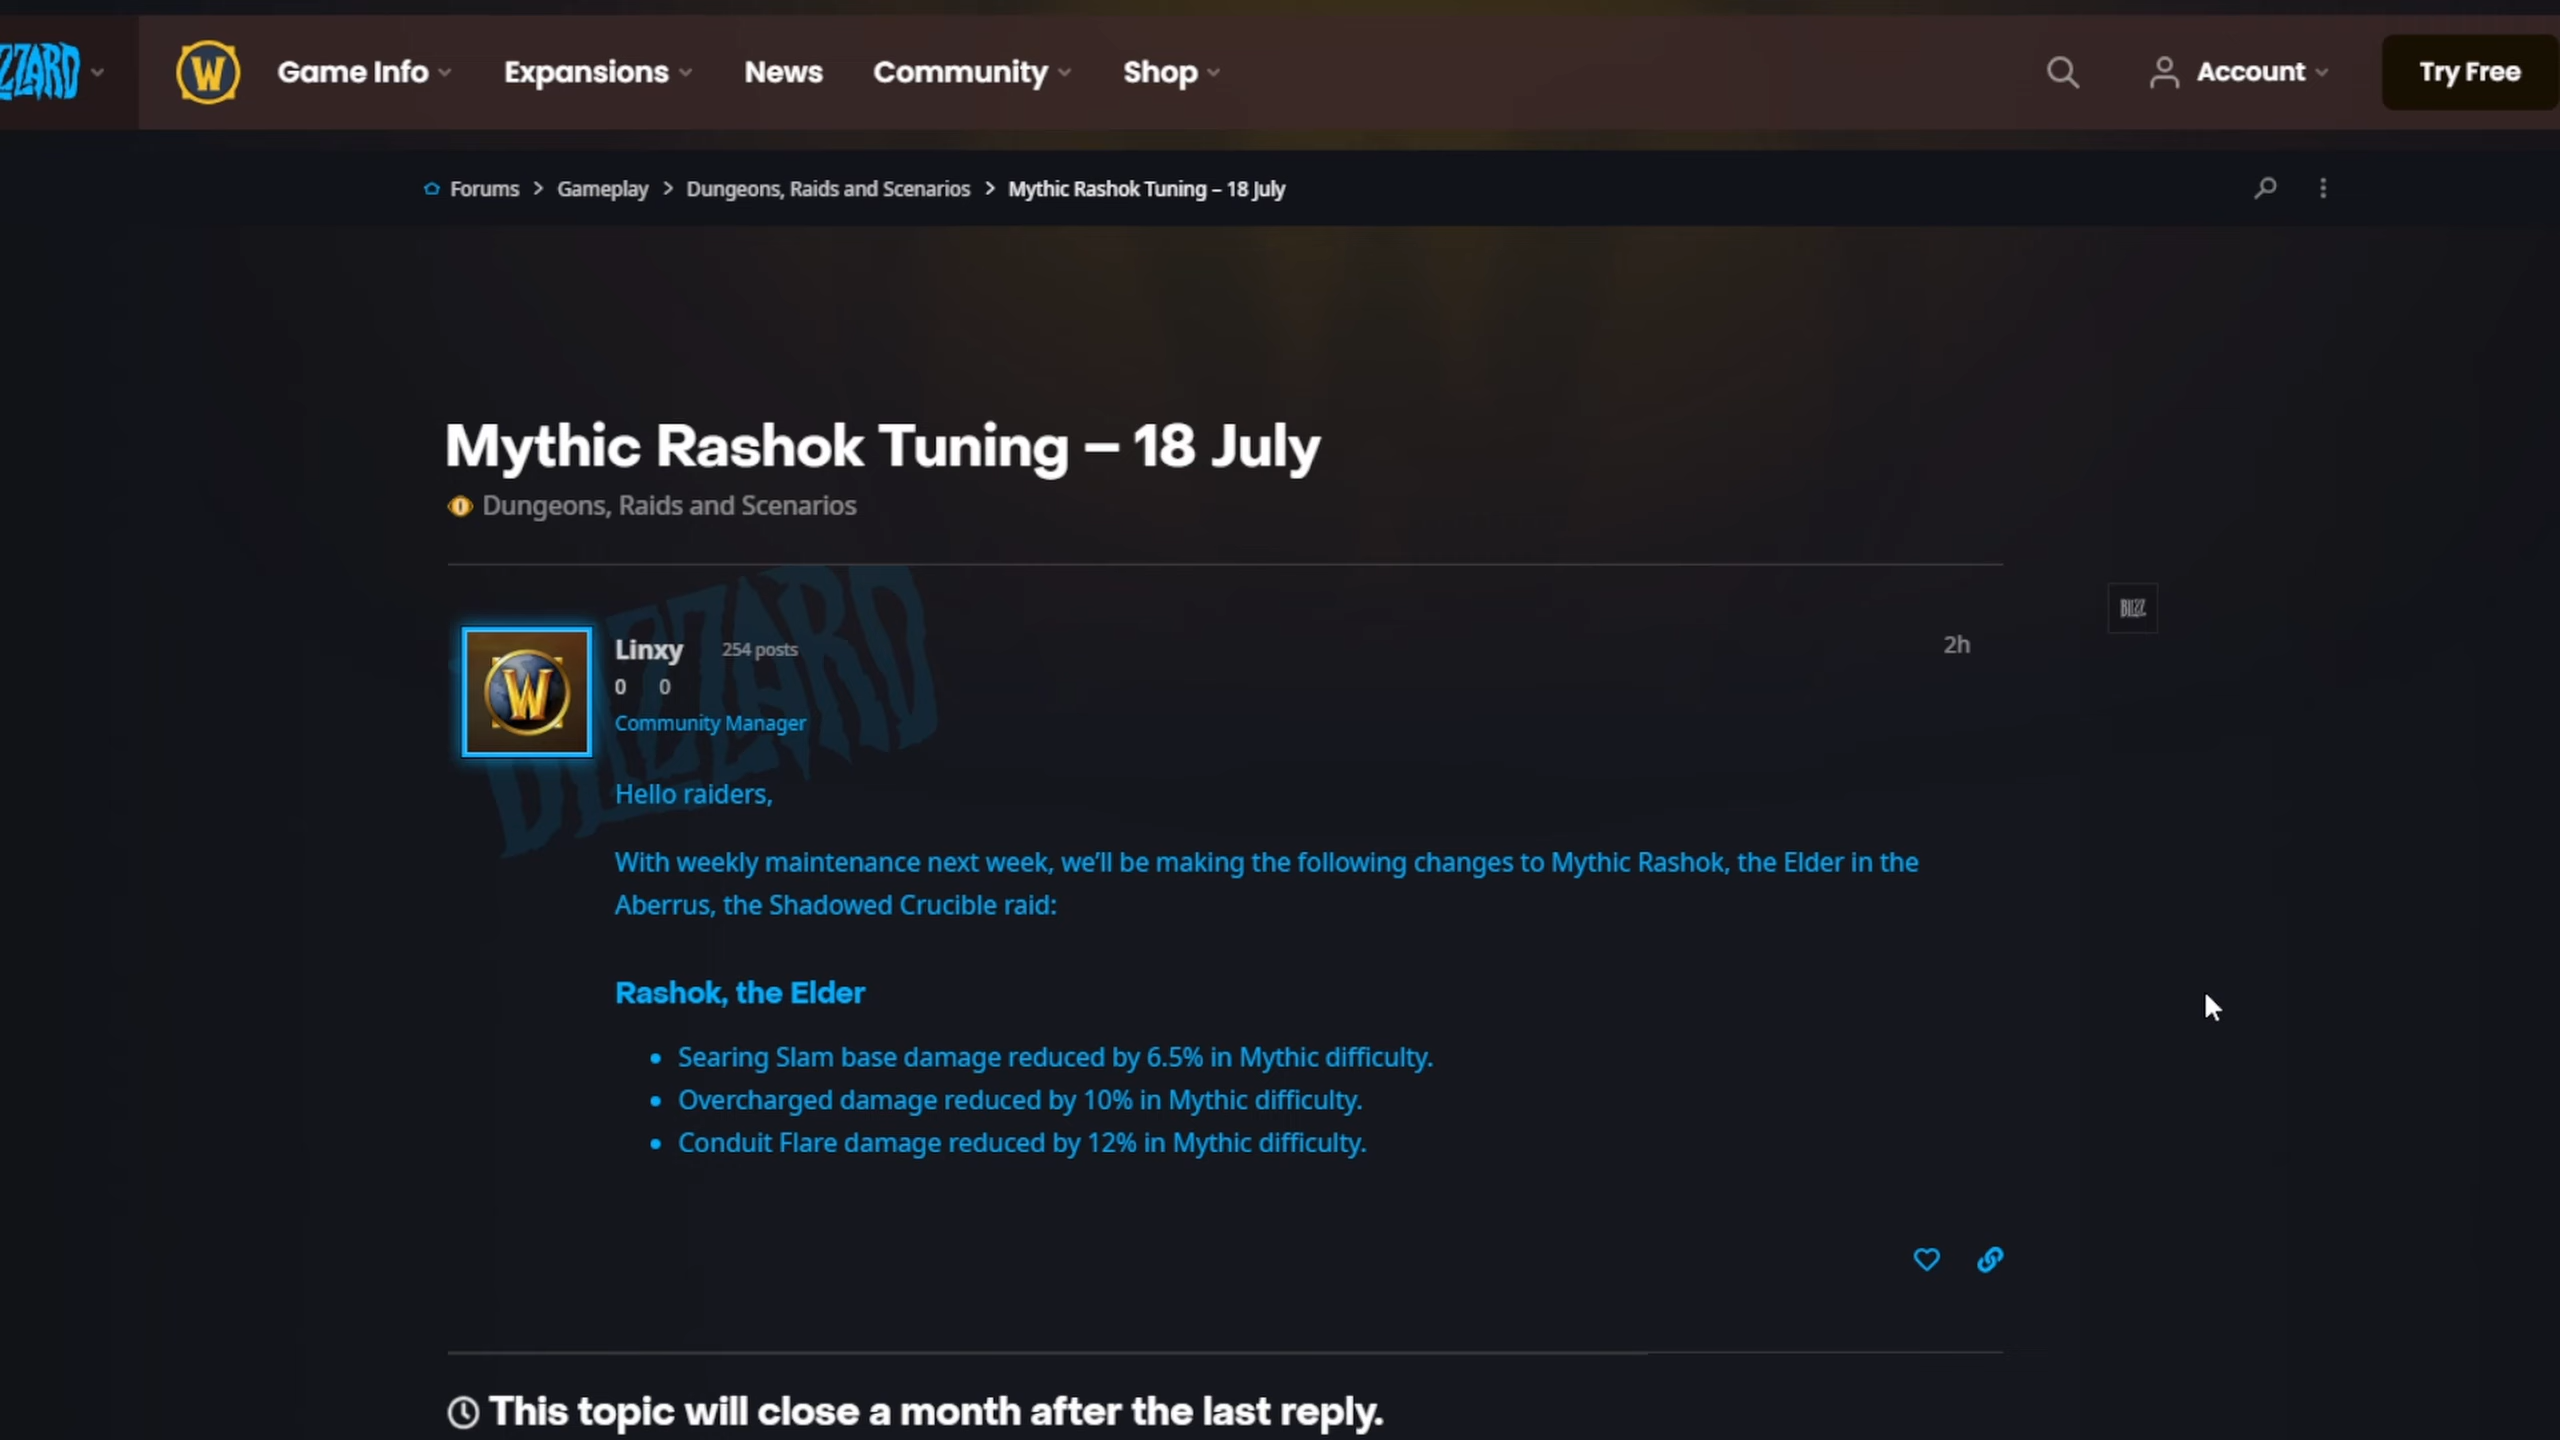 ZZARD
W
Game Info
Expansions
News
Community
Shop
Account
Try Free
Forums > Gameplay > Dungeons, Raids and Scenarios > Mythic Rashok Tuning – 18 July
Mythic Rashok Tuning – 18 July
Dungeons, Raids and Scenarios
BLIZZARD
BLIZZ
W
Linxy 254 posts
2h
0 0
Community Manager
Hello raiders,
With weekly maintenance next week, we’ll be making the following changes to Mythic Rashok, the Elder in the
Aberrus, the Shadowed Crucible raid:
Rashok, the Elder
• Searing Slam base damage reduced by 6.5% in Mythic difficulty.
• Overcharged damage reduced by 10% in Mythic difficulty.
• Conduit Flare damage reduced by 12% in Mythic difficulty.
This topic will close a month after the last reply.